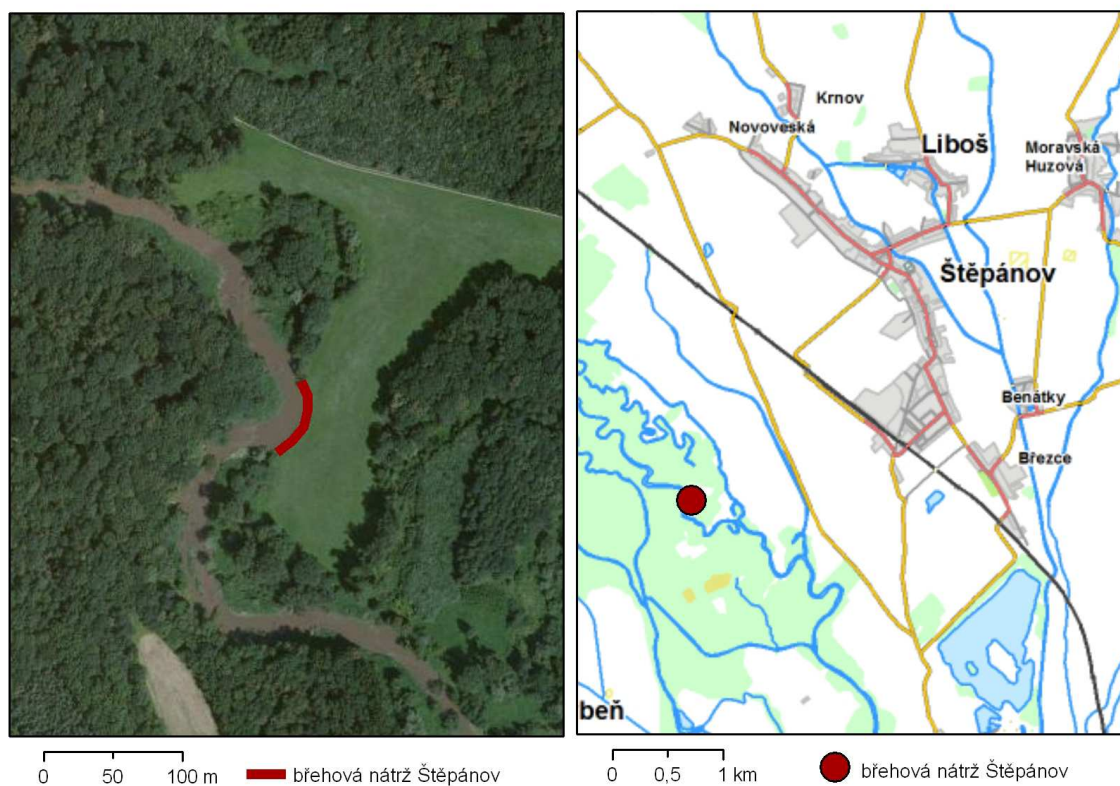 Krnov
Novoveská
Liboš
Moravská
Huzová
Štěpánov
Benátky
Březce
beň
0 50 100 m břehová nátrž Štěpánov
0 0,5 1 km břehová nátrž Štěpánov